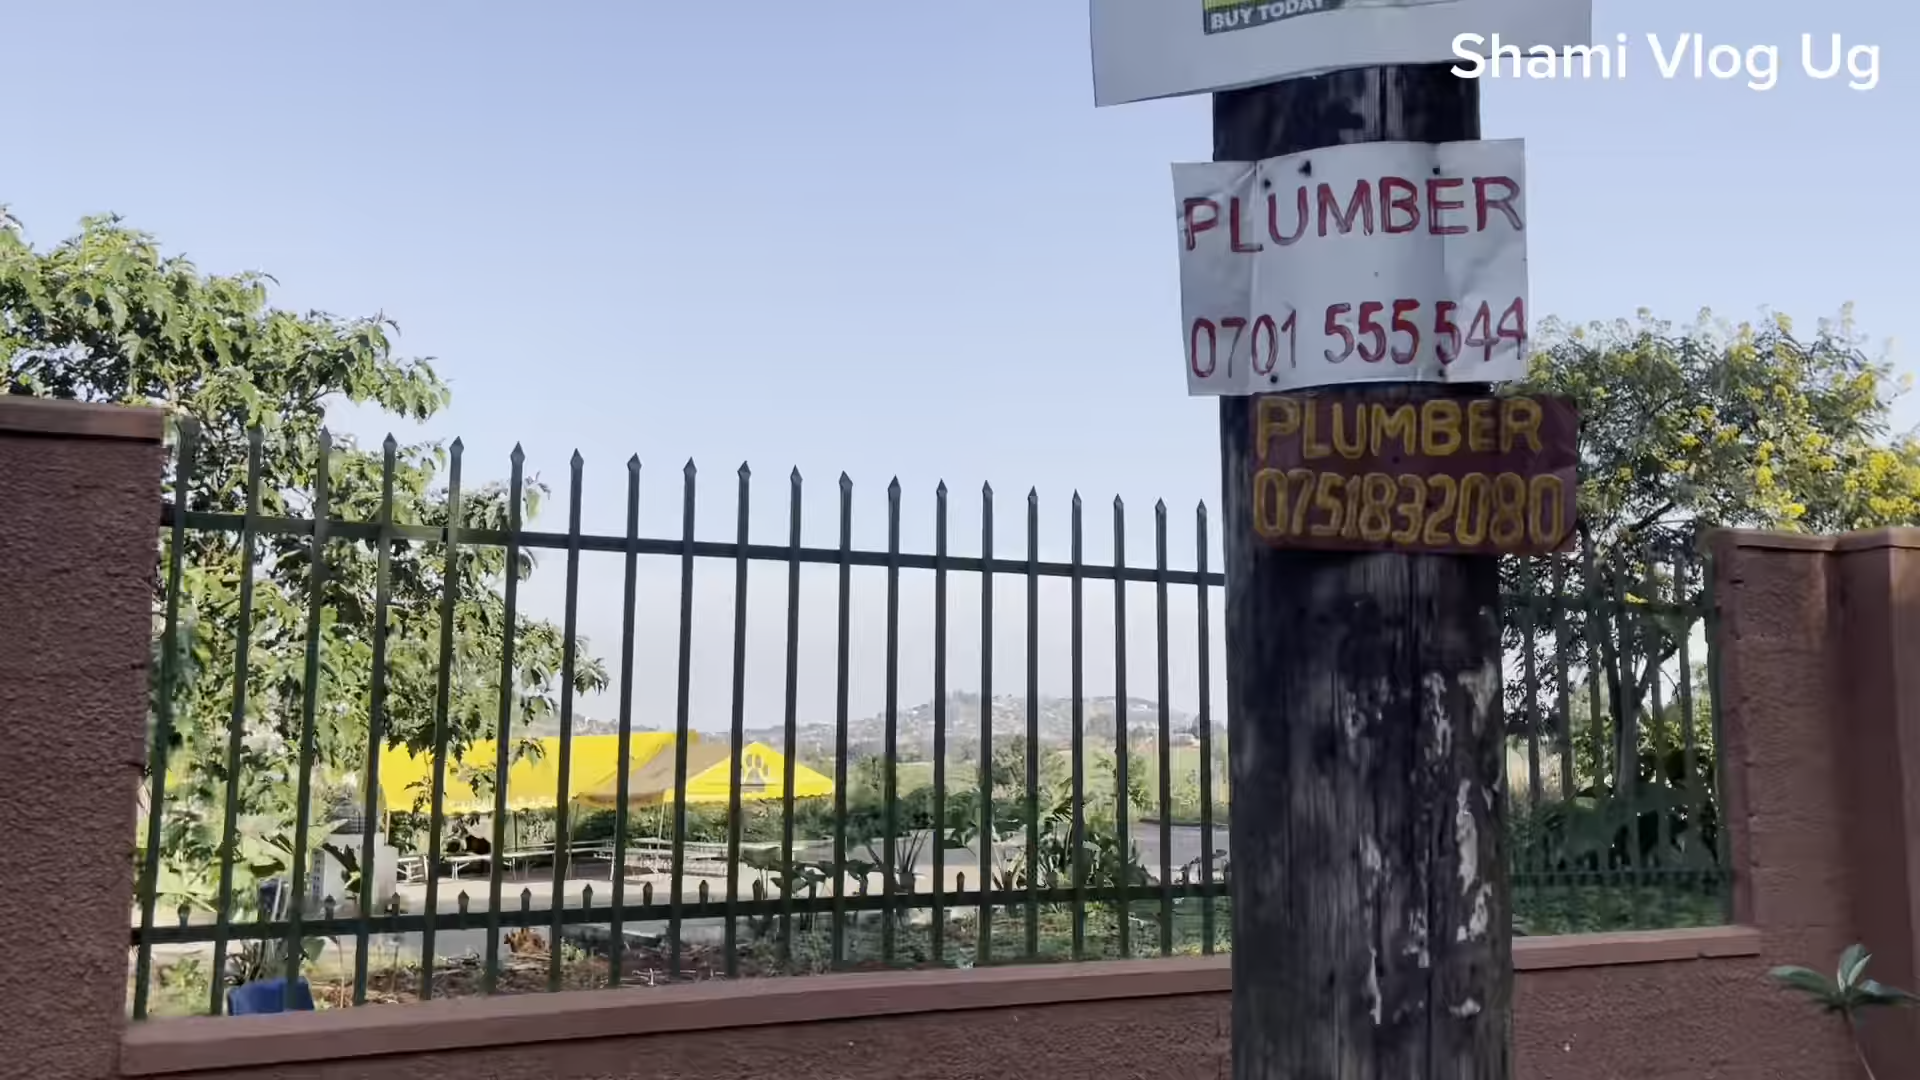 BUY TODAY
Shami Vlog Ug
PLUMBER
0701 555 544
PLUMBER
0751832080